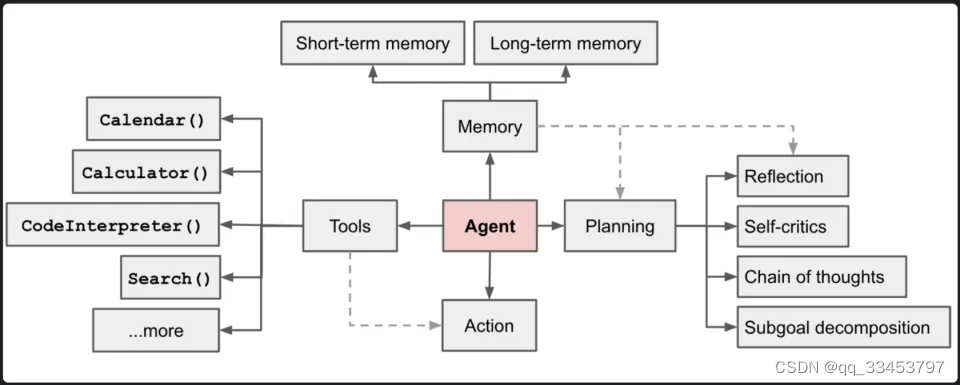 Short-term memory
Long-term memory
Calendar()
Memory
Calculator()
Reflection
CodeInterpreter()
Tools
Agent
Planning
Self-critics
Search()
Chain of thoughts
...more
Action
Subgoal decomposition
CSDN @qq_33453797